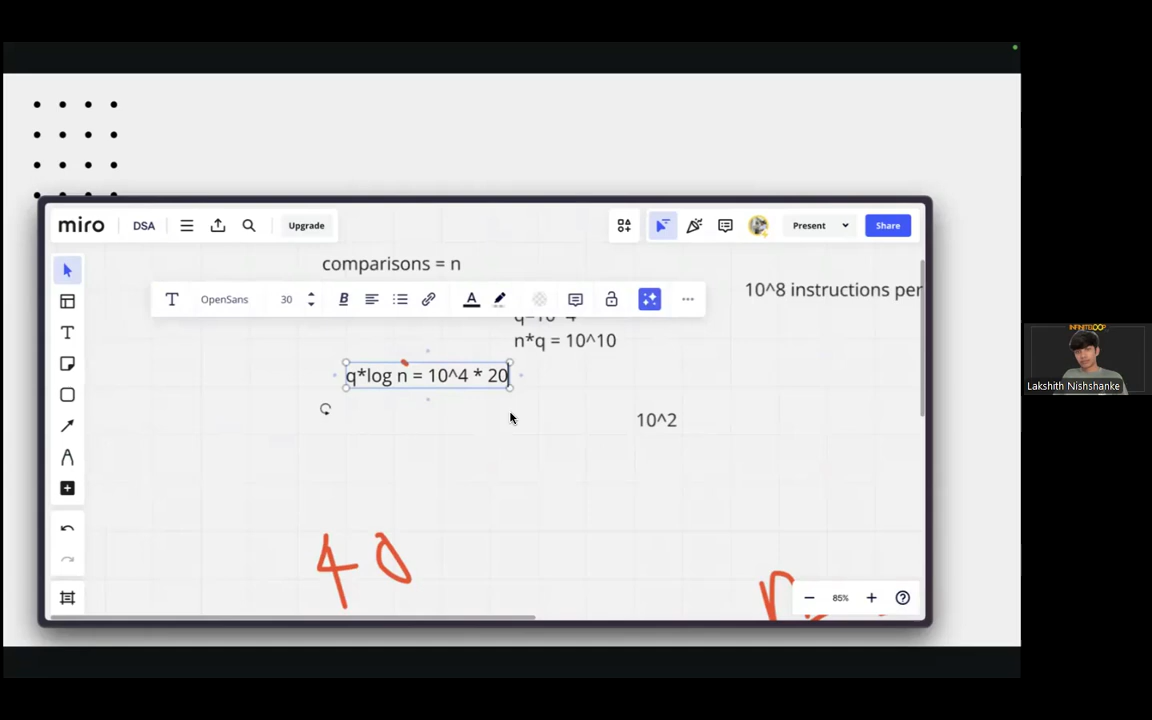 miro DSA Upgrade Present Share
comparisons = n
OpenSans 30 B A
10^8 instructions per
n*q = 10^10
q*log n = 10^4 * 20
10^2
40
85%
INFINITELOOP
Lakshith Nishshanke